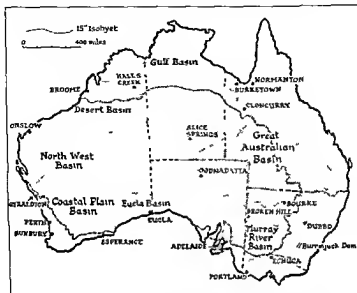 15" Isohyet
0 400 miles
Gulf Basin
HALLS
CREEK
BROOME
NORMANTON
BURKETOWN
CLONCURRY
Desert Basin
ONSLOW
ALICE
SPRINGS
Great
Australian
Basin
North West
Basin
OODNADATTA
GERALDTON
Coastal Plain
Basin
Eucla Basin
EUCLA
BOURKE
BROKEN HILL
PERTH
BUNBURY
ESPERANCE
ADELAIDE
Murray
River
Basin
DUBBO
Burrinjuck Dam
ECHUCA
PORTLAND